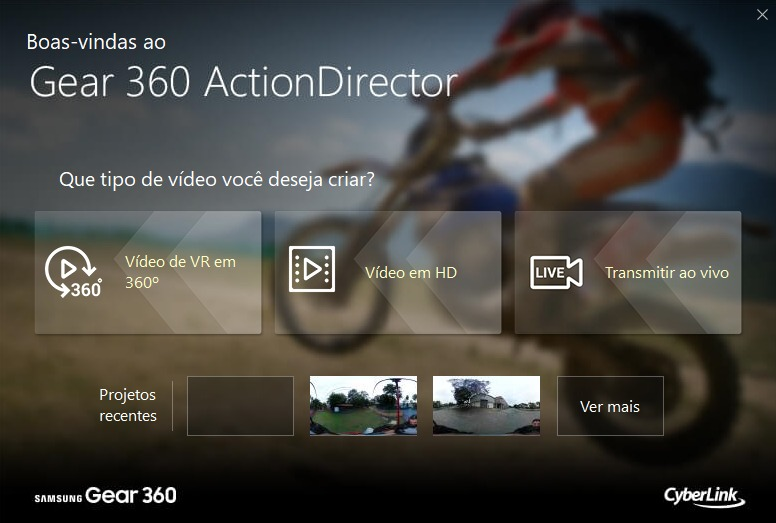 Boas-vindas ao
Gear 360 ActionDirector
Que tipo de vídeo você deseja criar?
360°
Vídeo de VR em
360º
Vídeo em HD
LIVE
Transmitir ao vivo
Projetos
recentes
Ver mais
SAMSUNG Gear 360
CyberLink